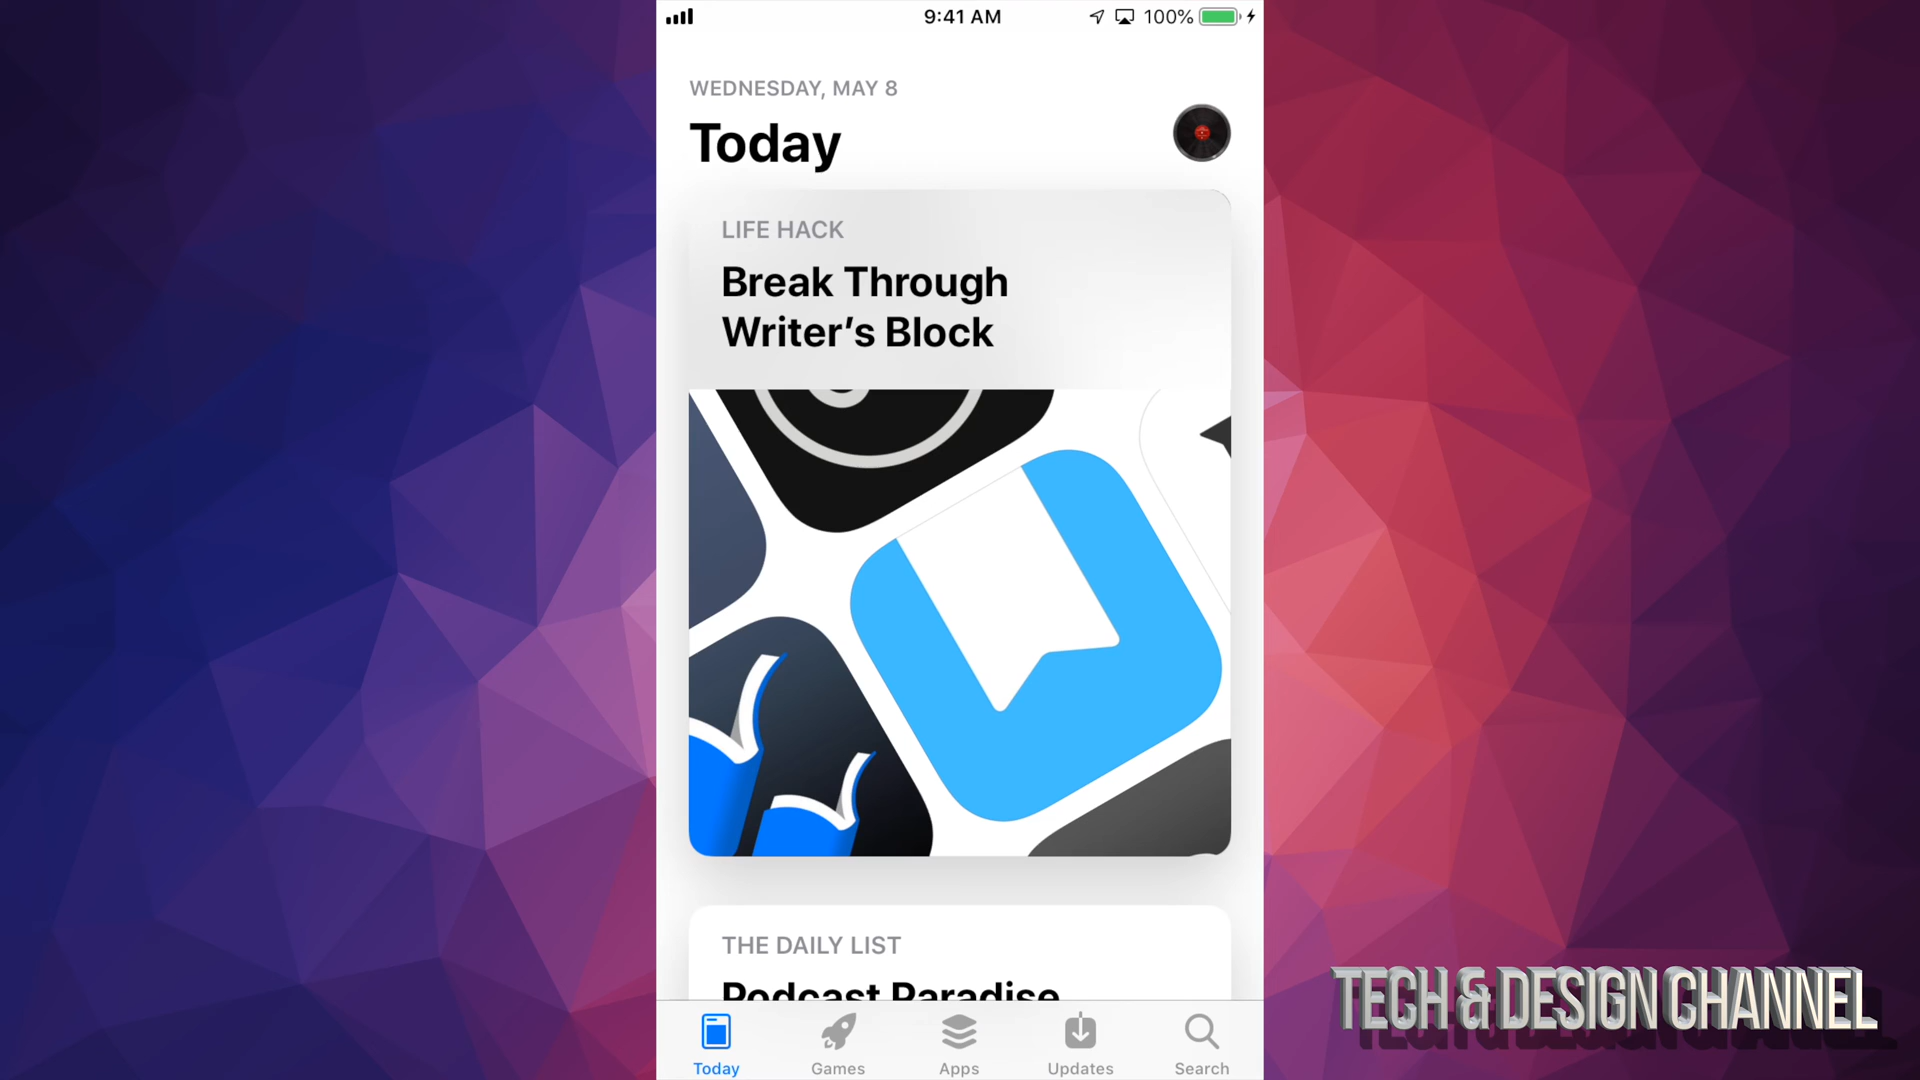 9:41 AM
100%
WEDNESDAY, MAY 8
Today
LIFE HACK
Break Through
Writer’s Block
THE DAILY LIST
Podcast Paradise
Today
Games
Apps
Updates
Search
TECH & DESIGN CHANNEL